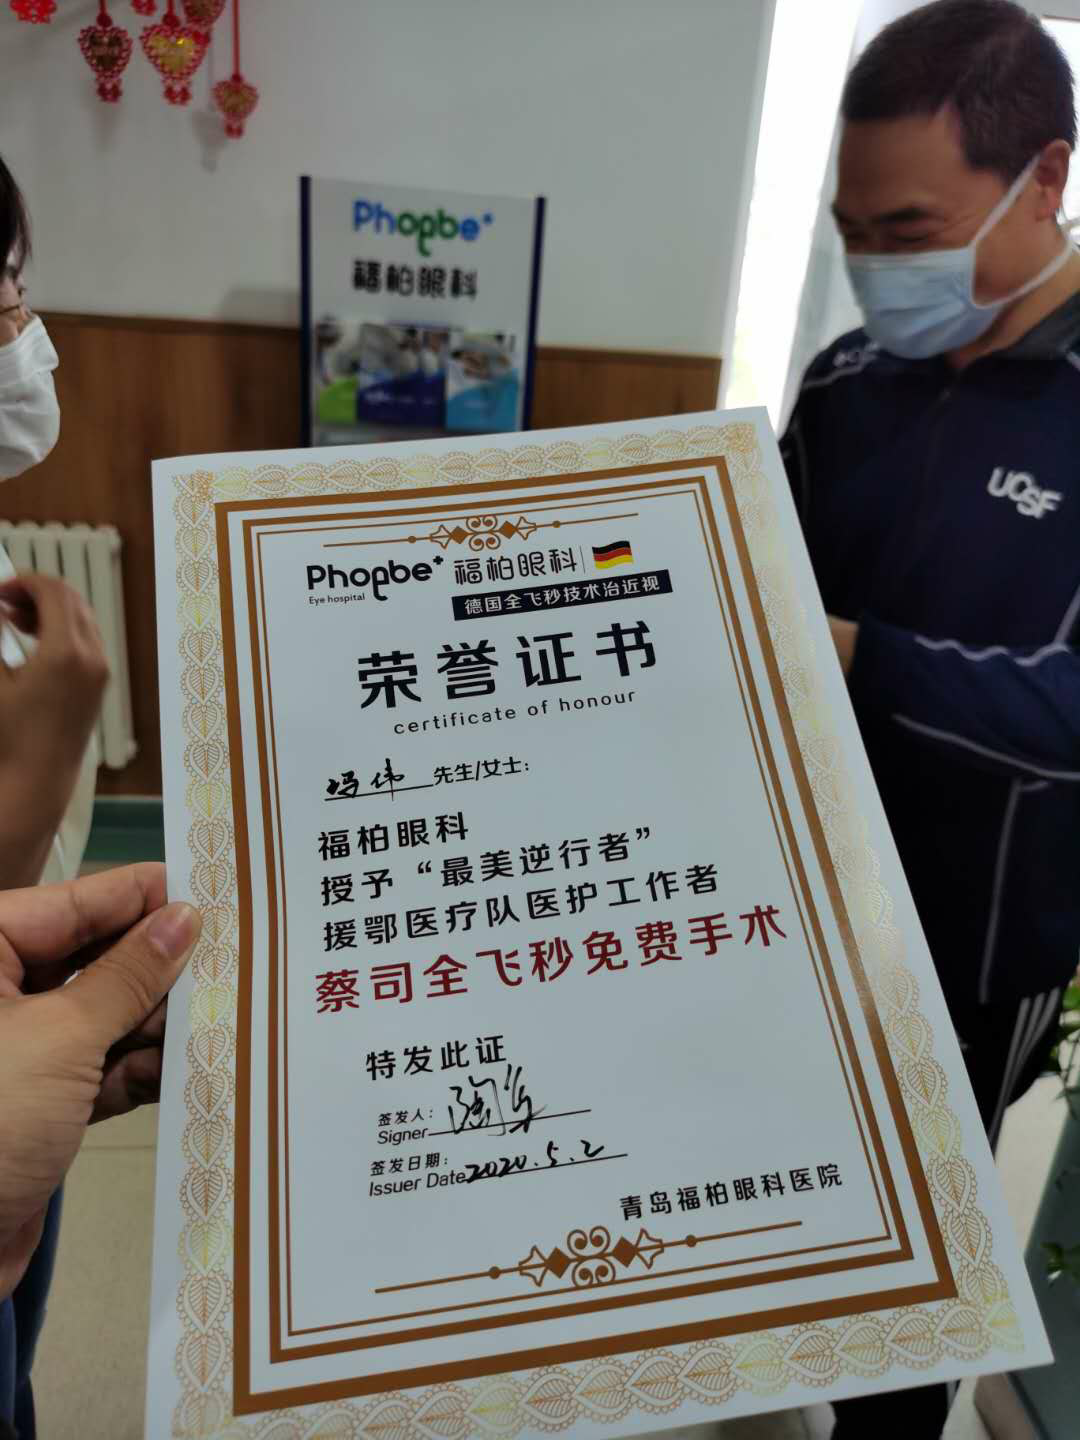 Phoebe+
福柏眼科
UCSF
Phoebe+ 福柏眼科
Eye hospital
德国全飞秒技术治近视
荣誉证书
certificate of honour
冯伟 先生/女士:
福柏眼科
授予“最美逆行者”
援鄂医疗队医护工作者
蔡司全飞秒免费手术
特发此证
签发人:
Signer
签发日期:
Issuer Date 2020.5.2
青岛福柏眼科医院